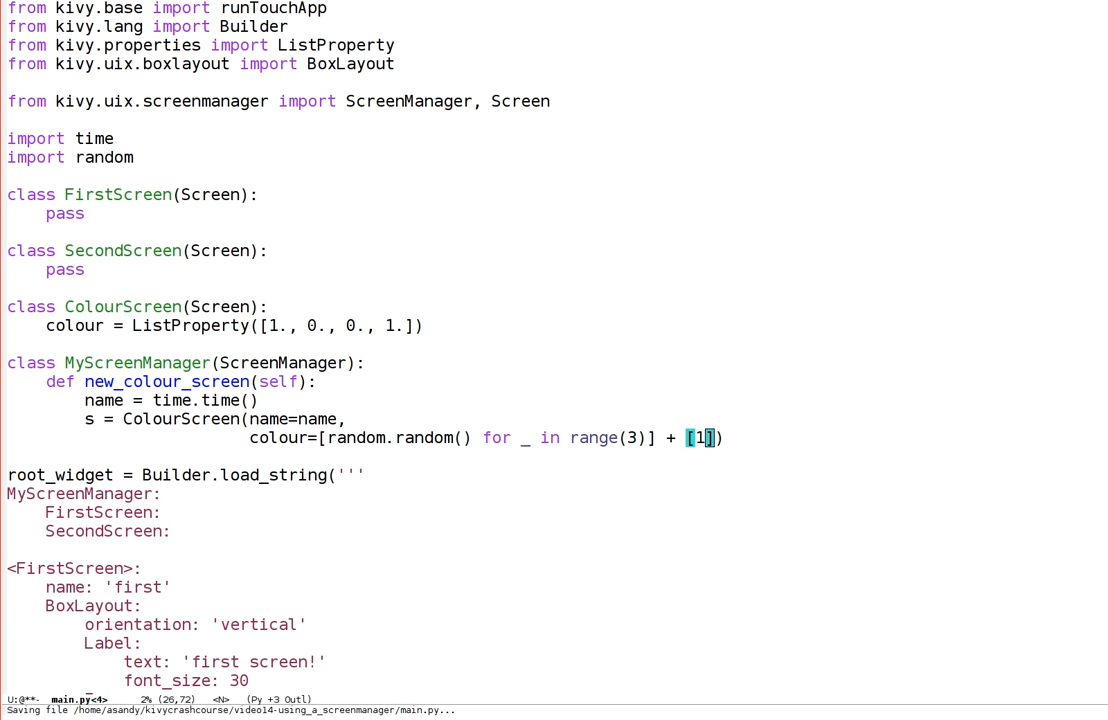 from kivy.base import runTouchApp
from kivy.lang import Builder
from kivy.properties import ListProperty
from kivy.uix.boxlayout import BoxLayout

from kivy.uix.screenmanager import ScreenManager, Screen

import time
import random

class FirstScreen(Screen):
    pass

class SecondScreen(Screen):
    pass

class ColourScreen(Screen):
    colour = ListProperty([1., 0., 0., 1.])

class MyScreenManager(ScreenManager):
    def new_colour_screen(self):
        name = time.time()
        s = ColourScreen(name=name,
                         colour=[random.random() for _ in range(3)] + [1])

root_widget = Builder.load_string('''
MyScreenManager:
    FirstScreen:
    SecondScreen:

<FirstScreen>:
    name: 'first'
    BoxLayout:
        orientation: 'vertical'
        Label:
            text: 'first screen!'
            font_size: 30
U:@**-  main.py<4>      2% (26,72)   <N>   (Py +3 Outl)
Saving file /home/asandy/kivycrashcourse/video14-using_a_screenmanager/main.py...